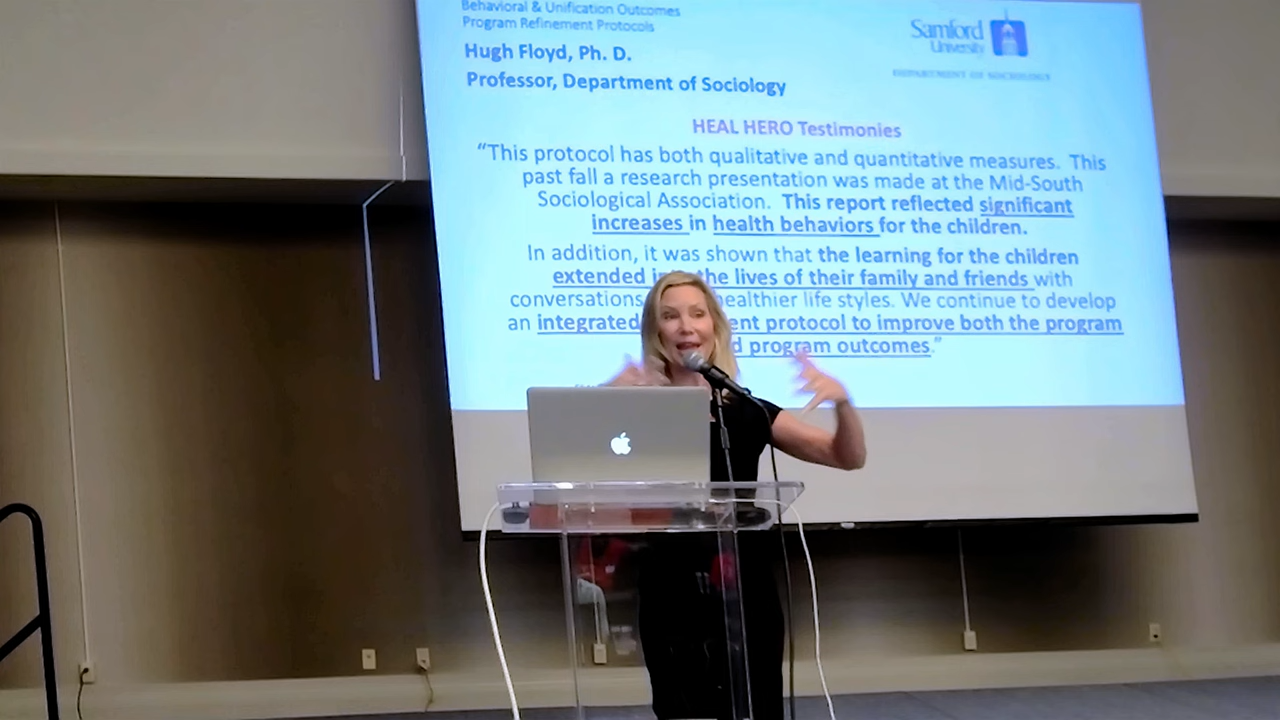 Behavioral & Unification Outcomes
Program Refinement Protocols
Hugh Floyd, Ph. D.
Professor, Department of Sociology
Samford
University
DEPARTMENT OF SOCIOLOGY
HEAL HERO Testimonies
“This protocol has both qualitative and quantitative measures. This
past fall a research presentation was made at the Mid-South
Sociological Association. This report reflected significant
increases in health behaviors for the children.
In addition, it was shown that the learning for the children
extended the lives of their family and friends with
conversations healthier life styles. We continue to develop
an integrated protocol to improve both the program
program outcomes.”